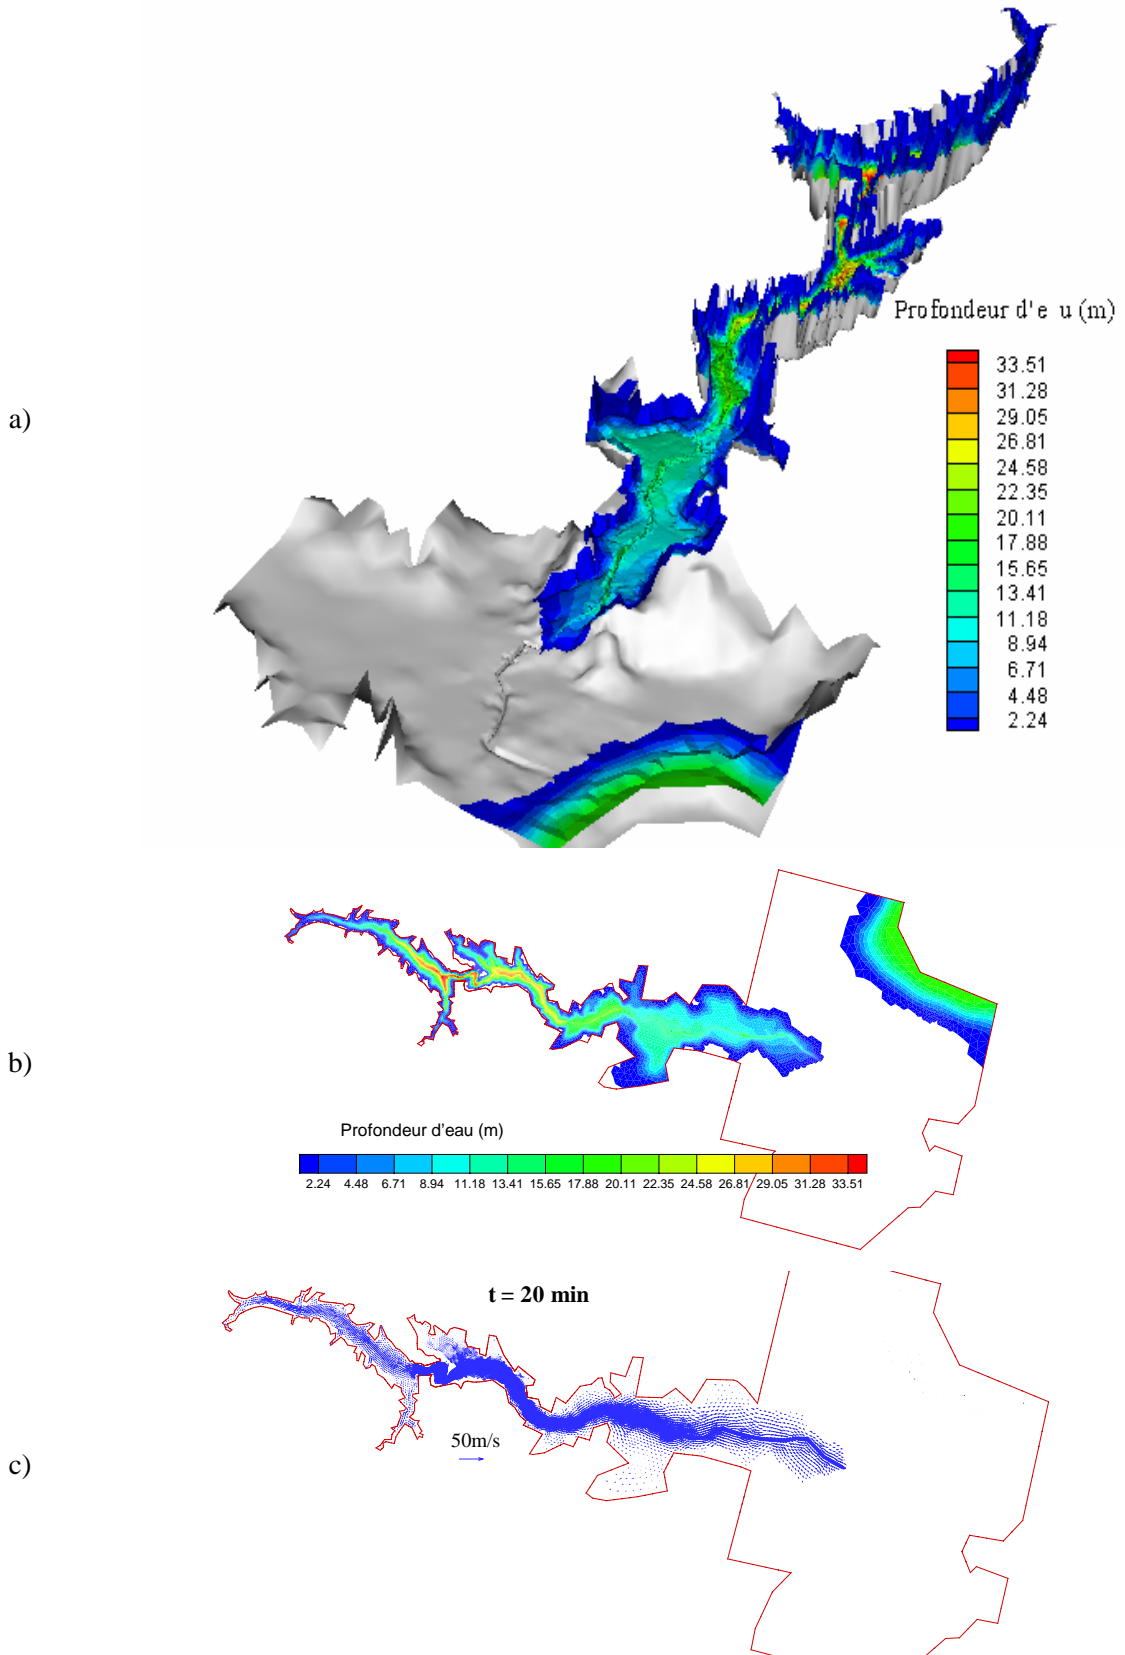 a)
Profondeur d'e u (m)
33.51
31.28
29.05
26.81
24.58
22.35
20.11
17.88
15.65
13.41
11.18
8.94
6.71
4.48
2.24
b)
Profondeur d'eau (m)
2.24 4.48 6.71 8.94 11.18 13.41 15.65 17.88 20.11 22.35 24.58 26.81 29.05 31.28 33.51
t = 20 min
50m/s
c)